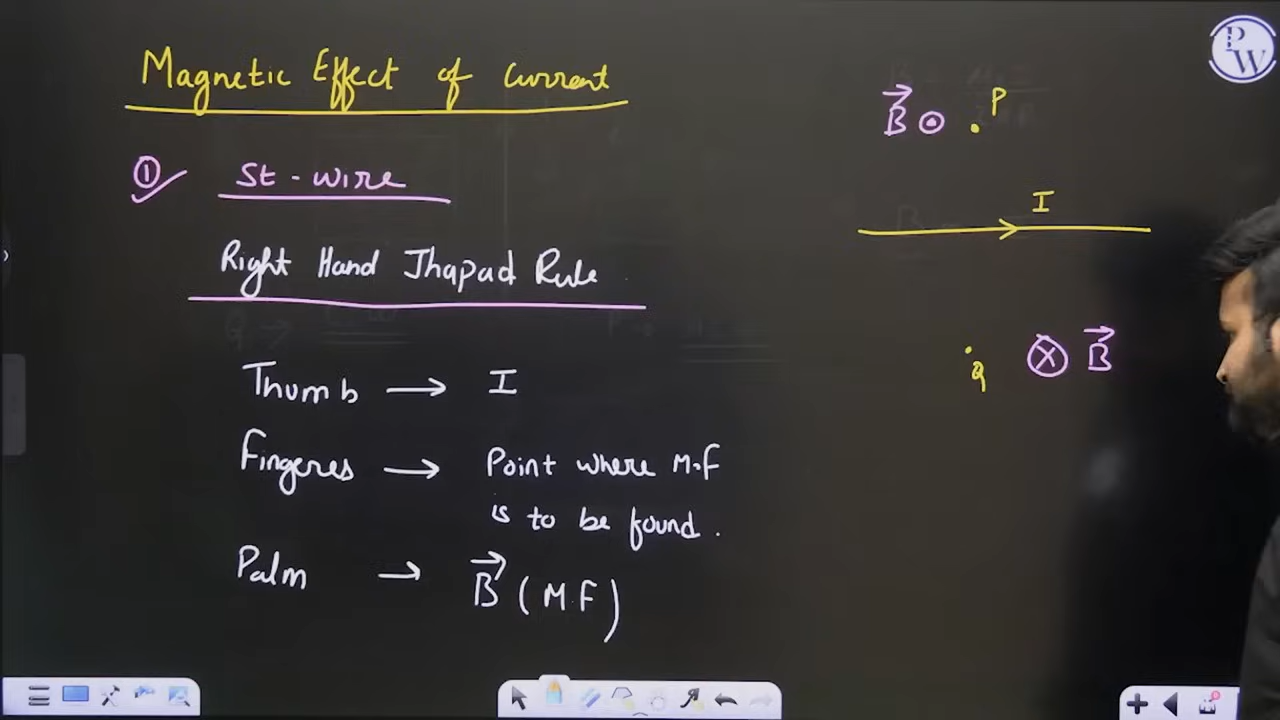 Magnetic Effect of Current
① St-wire
Right Hand Jhapad Rule
Thumb → I
Fingeres → Point where M.F
is to be found.
Palm → B⃗ (M.F)
PW
B⃗ ⊙ . P
I
. Q ⊗ B⃗